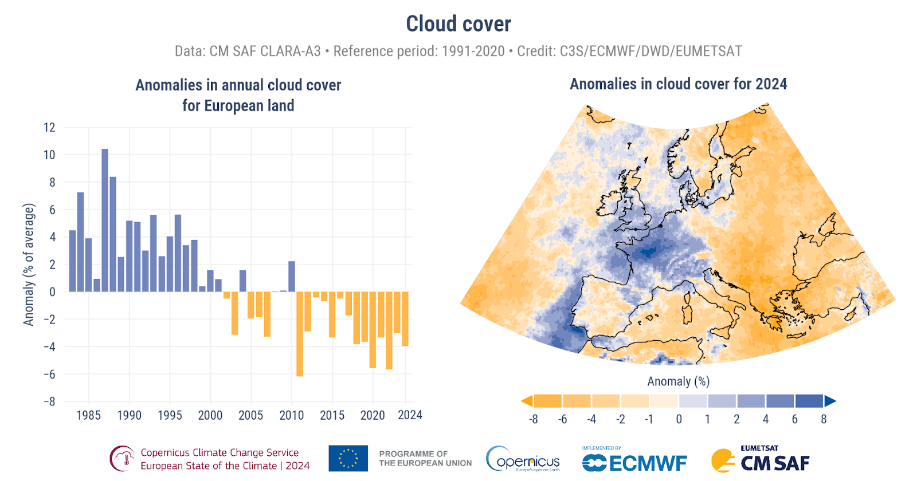 Cloud cover
Data: CM SAF CLARA-A3 • Reference period: 1991-2020 • Credit: C3S/ECMWF/DWD/EUMETSAT
Anomalies in annual cloud cover
for European land
Anomaly (% of average)
12
10
8
6
4
2
0
−2
−4
−6
−8
1985
1990
1995
2000
2005
2010
2015
2020
2024
Anomalies in cloud cover for 2024
Anomaly (%)
-8
-6
-4
-2
-1
0
1
2
4
6
8
Copernicus Climate Change Service
European State of the Climate | 2024
PROGRAMME OF
THE EUROPEAN UNION
opernicus
Europe's eyes on Earth
IMPLEMENTED BY
ECMWF
EUMETSAT
CM SAF